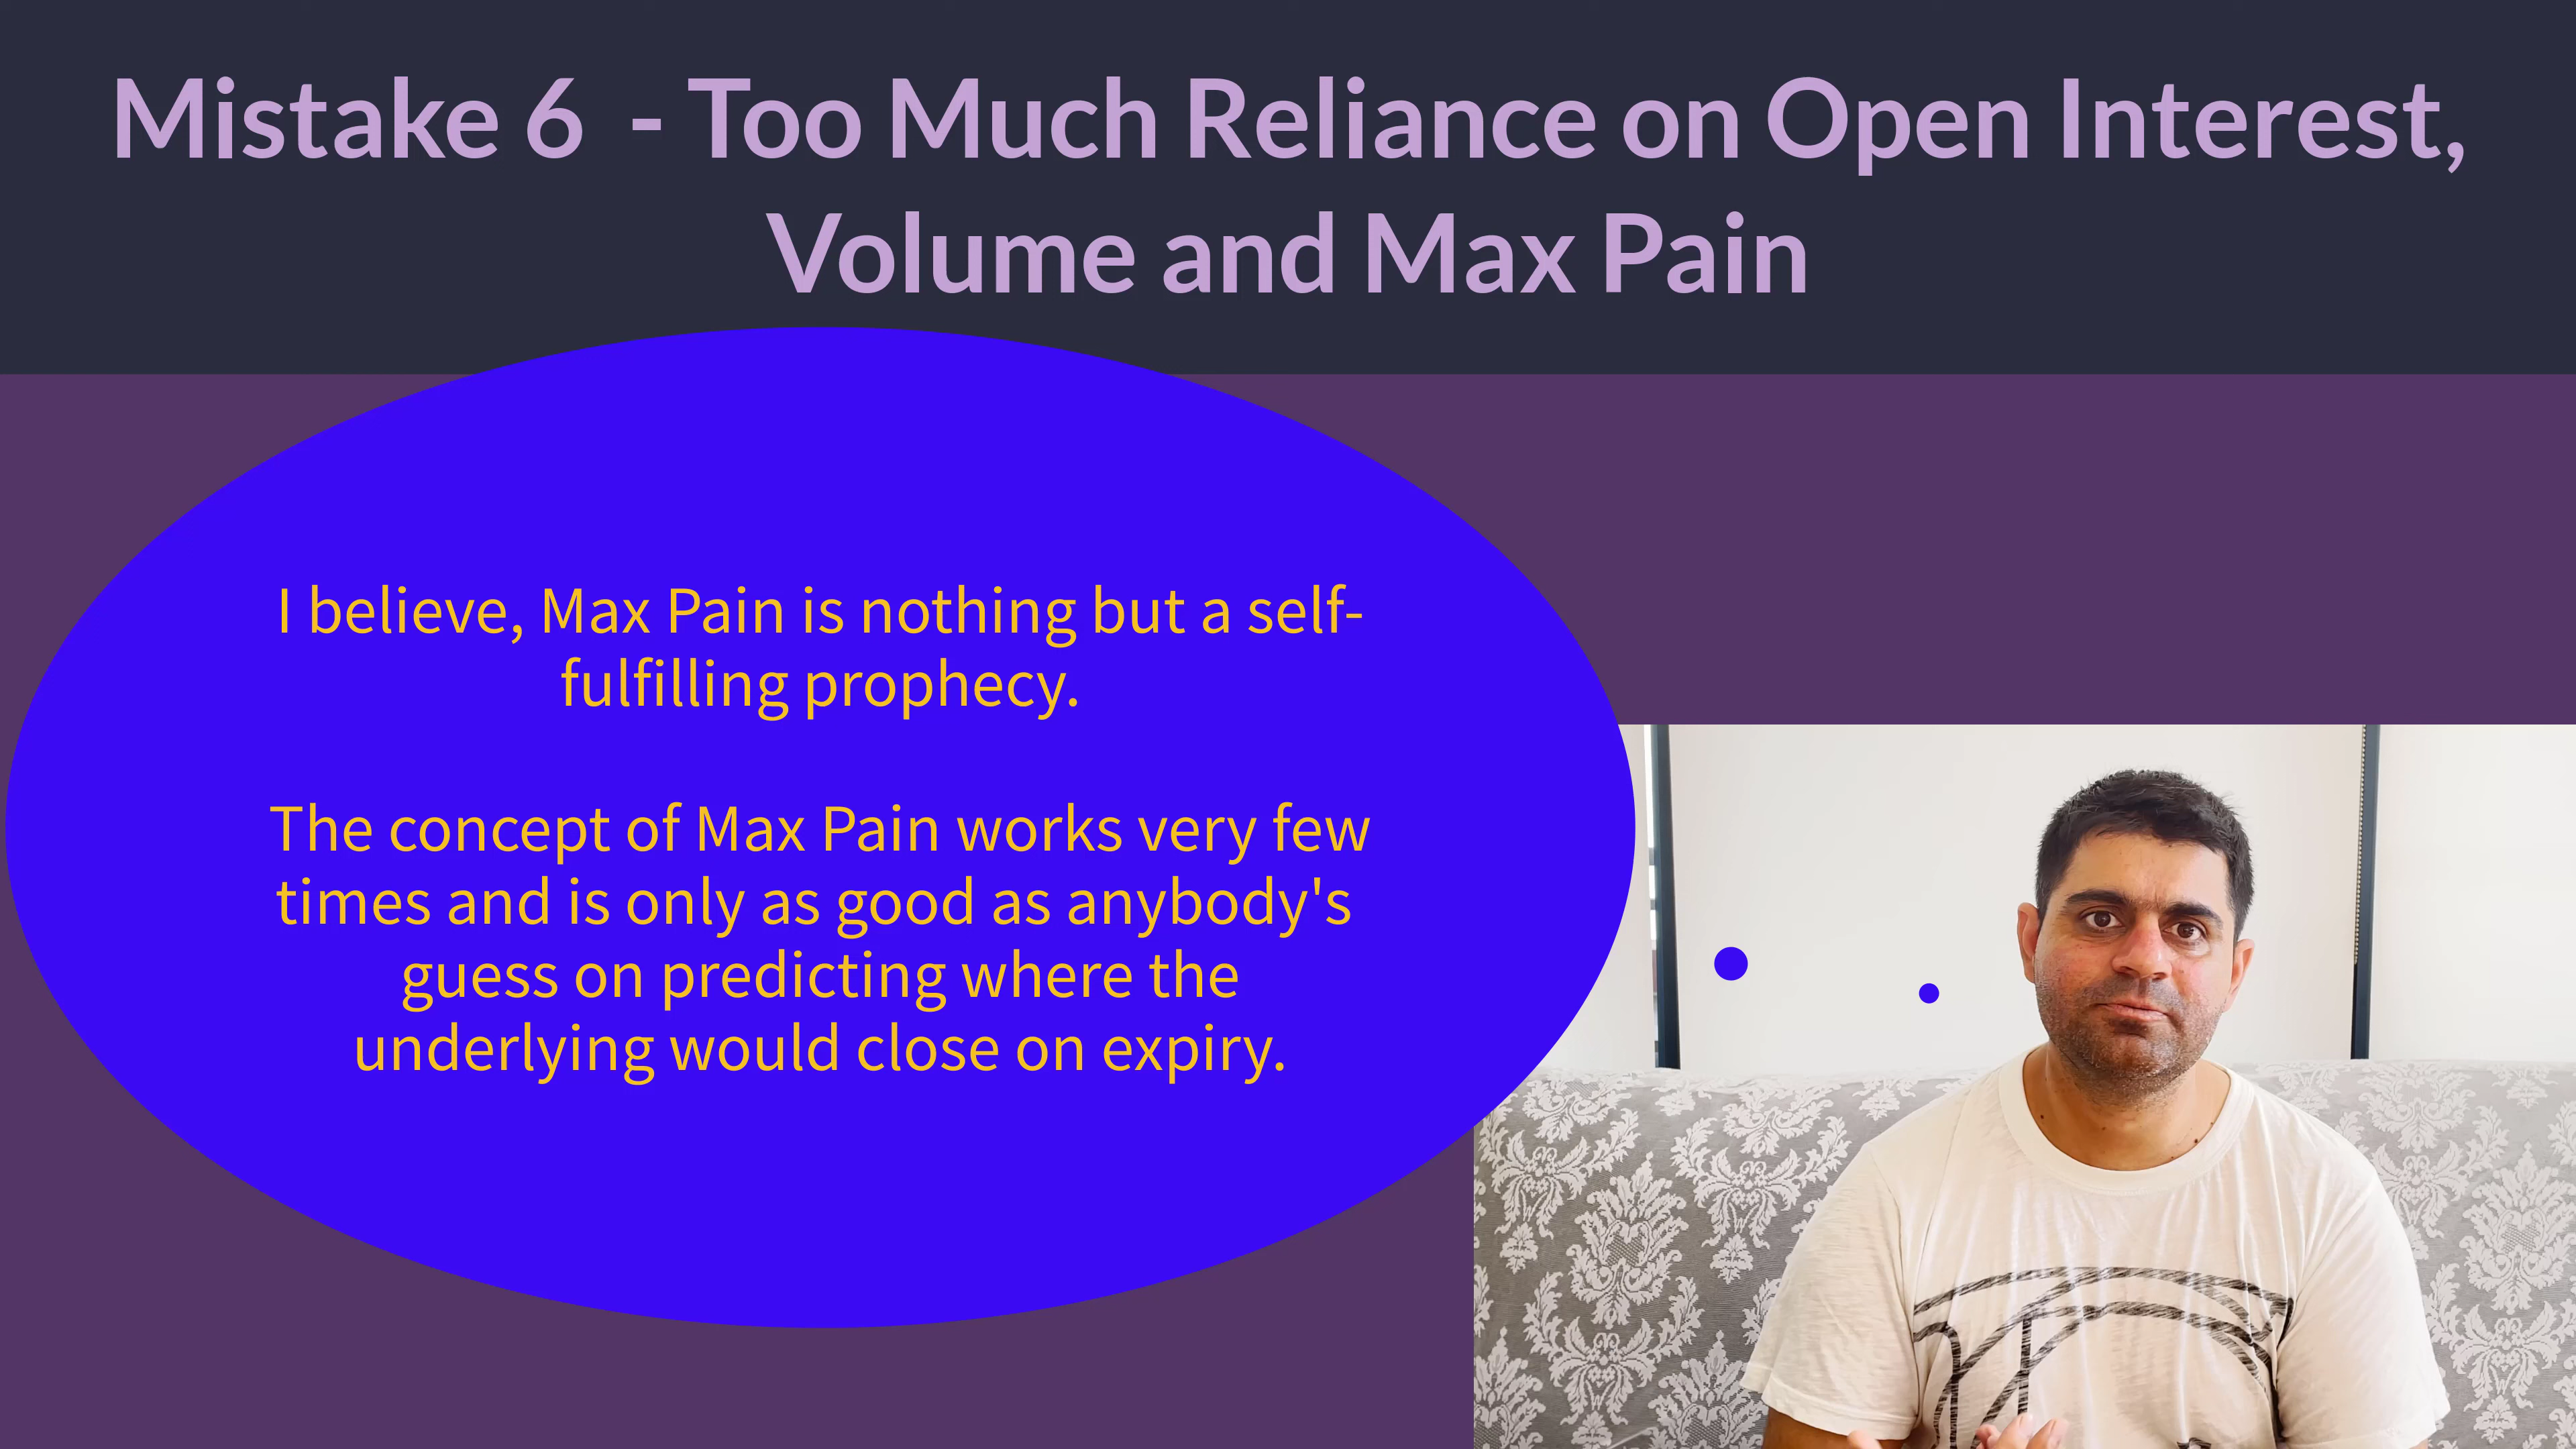 Mistake 6 - Too Much Reliance on Open Interest,
Volume and Max Pain
I believe, Max Pain is nothing but a self-
fulfilling prophecy.
The concept of Max Pain works very few
times and is only as good as anybody's
guess on predicting where the
underlying would close on expiry.